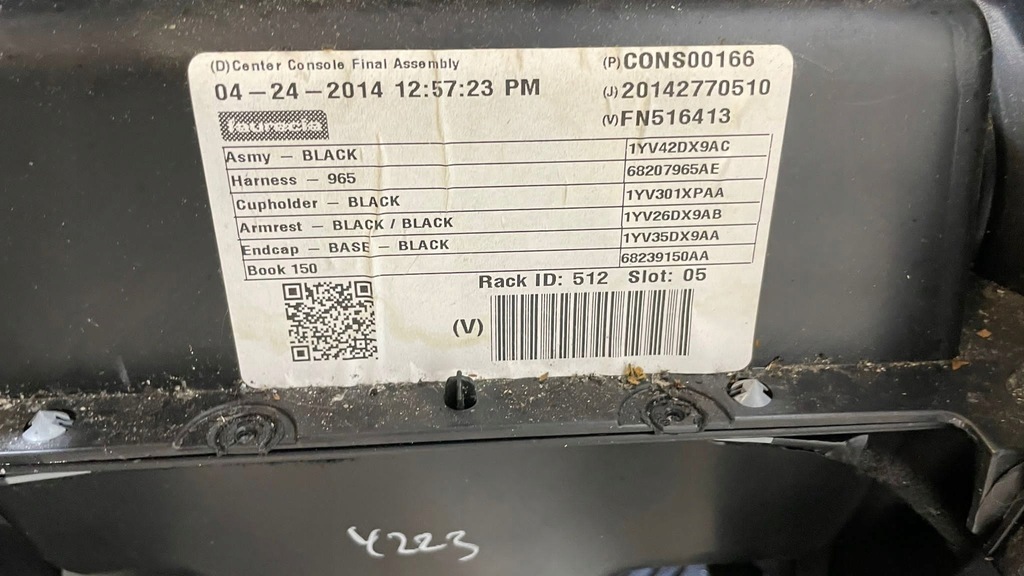 (D)Center Console Final Assembly (P)CONS00166
04-24-2014 12:57:23 PM (J)20142770510
faurecia (V)FN516413
Asmy - BLACK 1YV42DX9AC
Harness - 965 68207965AE
Cupholder - BLACK 1YV301XPAA
Armrest - BLACK / BLACK 1YV26DX9AB
Endcap - BASE - BLACK 1YV35DX9AA
Book 150 68239150AA
Rack ID: 512 Slot: 05
(V)
4223